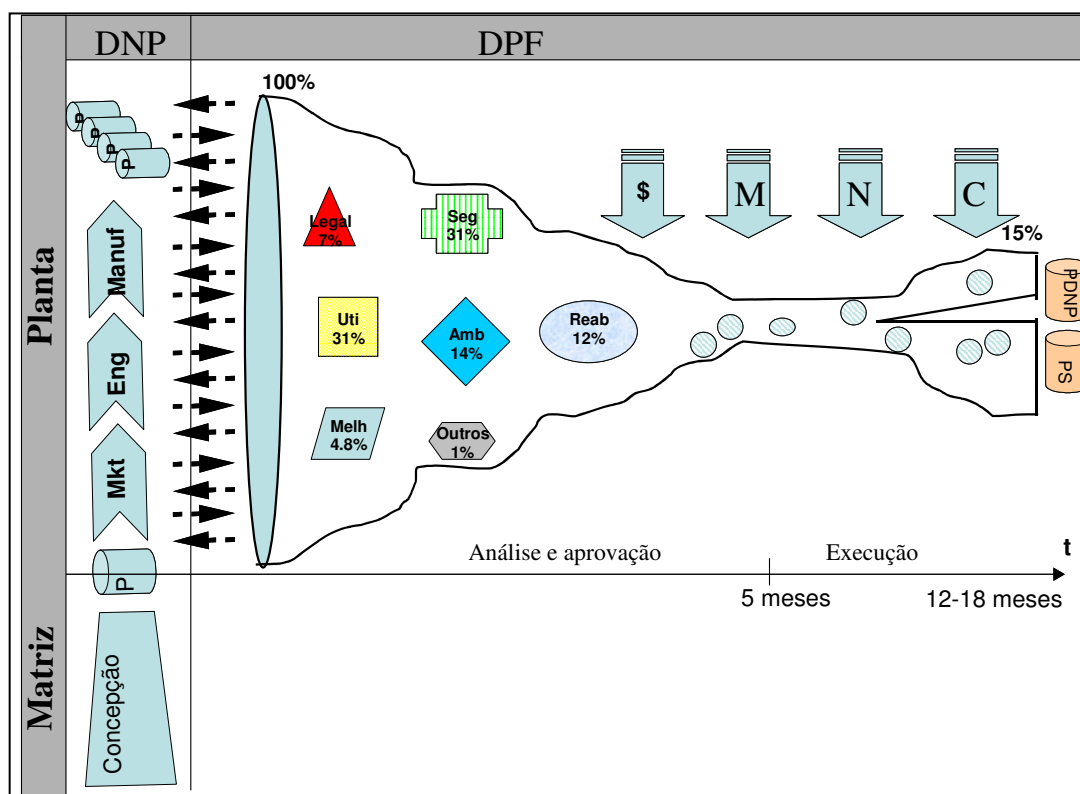 DNP
DPF
Planta
Matriz
100%
P
P
P
P
Manuf
Eng
Mkt
P
Concepção
Legal
7%
Seg
31%
Uti
31%
Amb
14%
Reab
12%
Melh
4.8%
Outros
1%
$
M
N
C
15%
PDNP
PS
Análise e aprovação
Execução
t
5 meses
12-18 meses